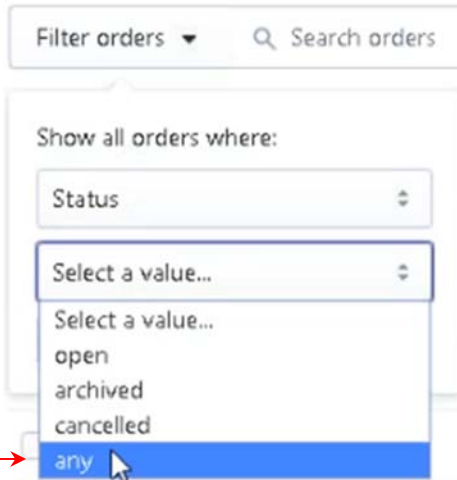 Filter orders Search orders
Show all orders where:
Status
Select a value...
Select a value...
open
archived
cancelled
any